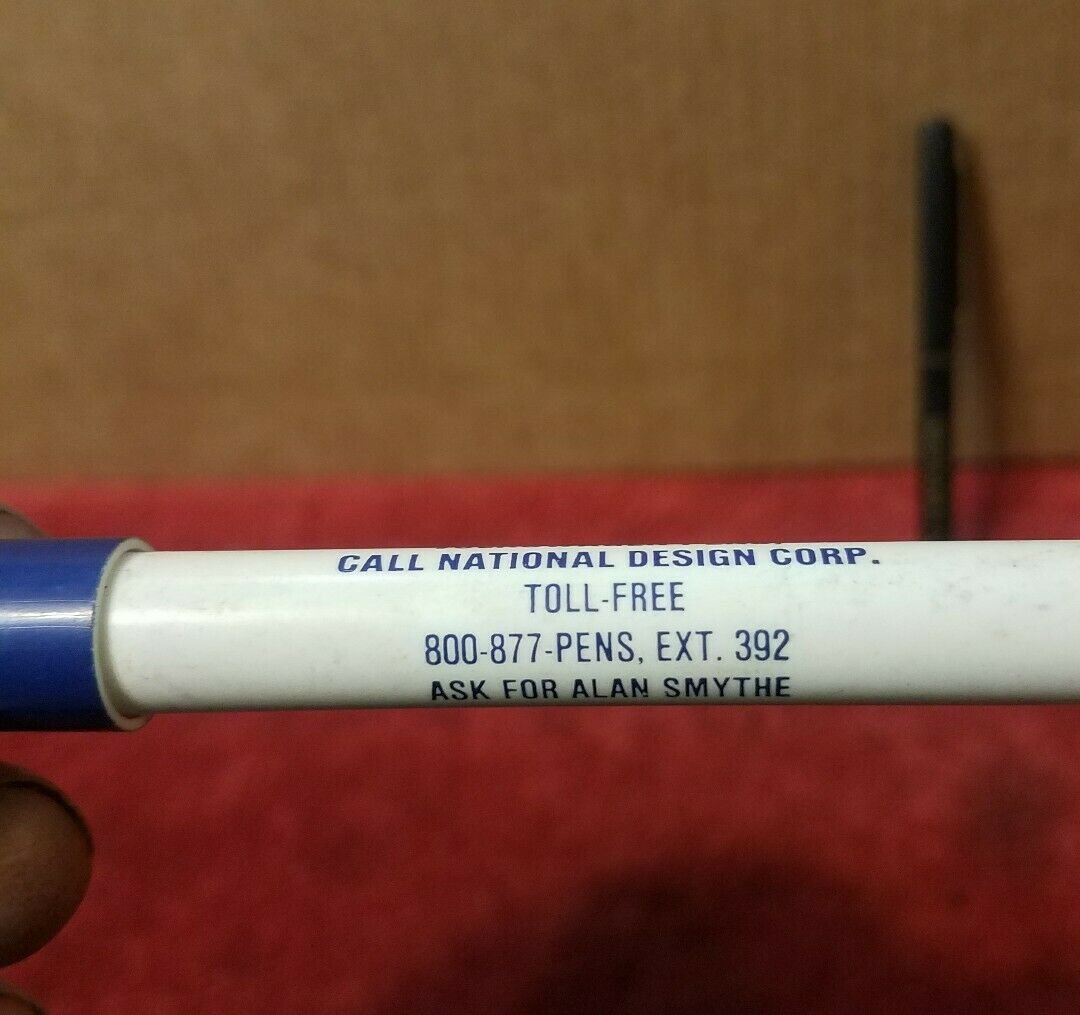 CALL NATIONAL DESIGN CORP.
TOLL-FREE
800-877-PENS, EXT. 392
ASK FOR ALAN SMYTHE